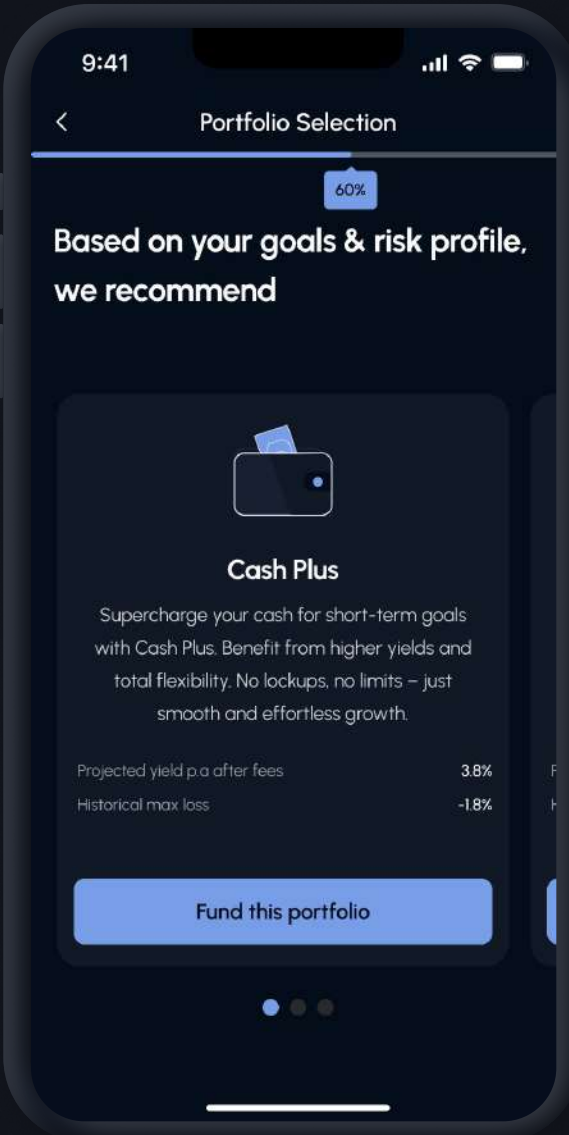 9:41
Portfolio Selection
60%
Based on your goals & risk profile,
we recommend
Cash Plus
Supercharge your cash for short-term goals
with Cash Plus. Benefit from higher yields and
total flexibility. No lockups, no limits – just
smooth and effortless growth.
Projected yield p.a after fees 3.8%
Historical max loss -1.8%
Fund this portfolio